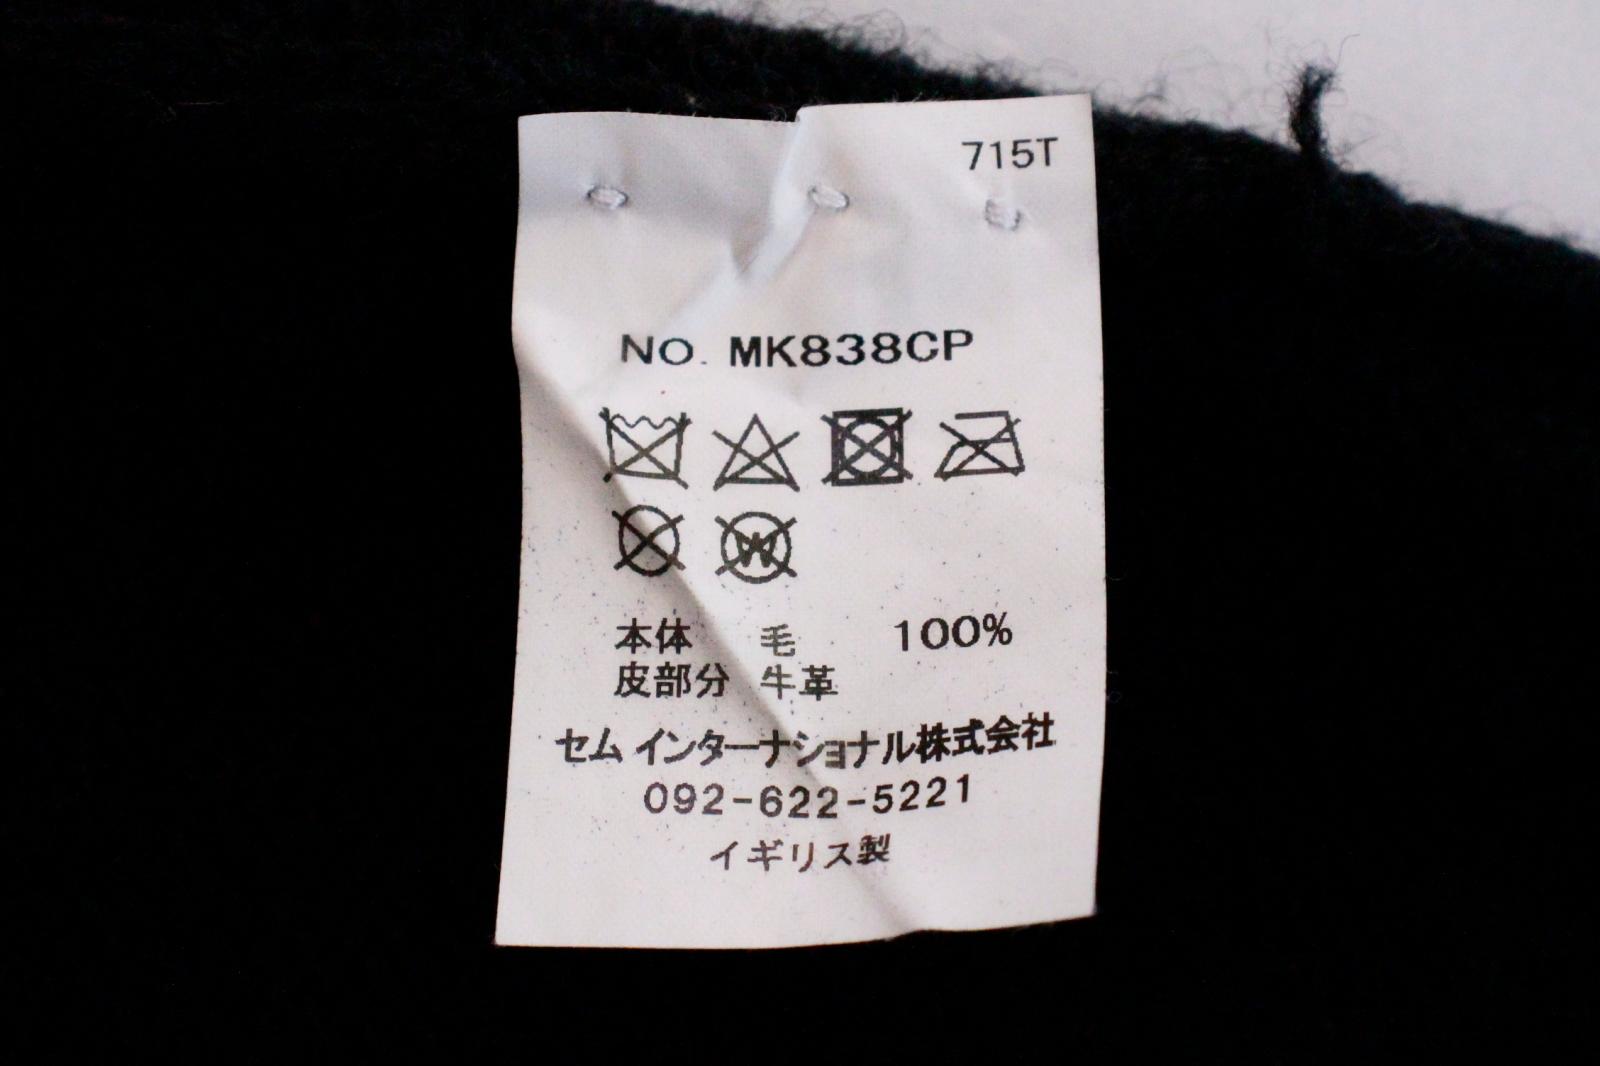 715T
NO. MK838CP
W
本体 毛 100%
皮部分 牛革
セムインターナショナル株式会社
092-622-5221
イギリス製